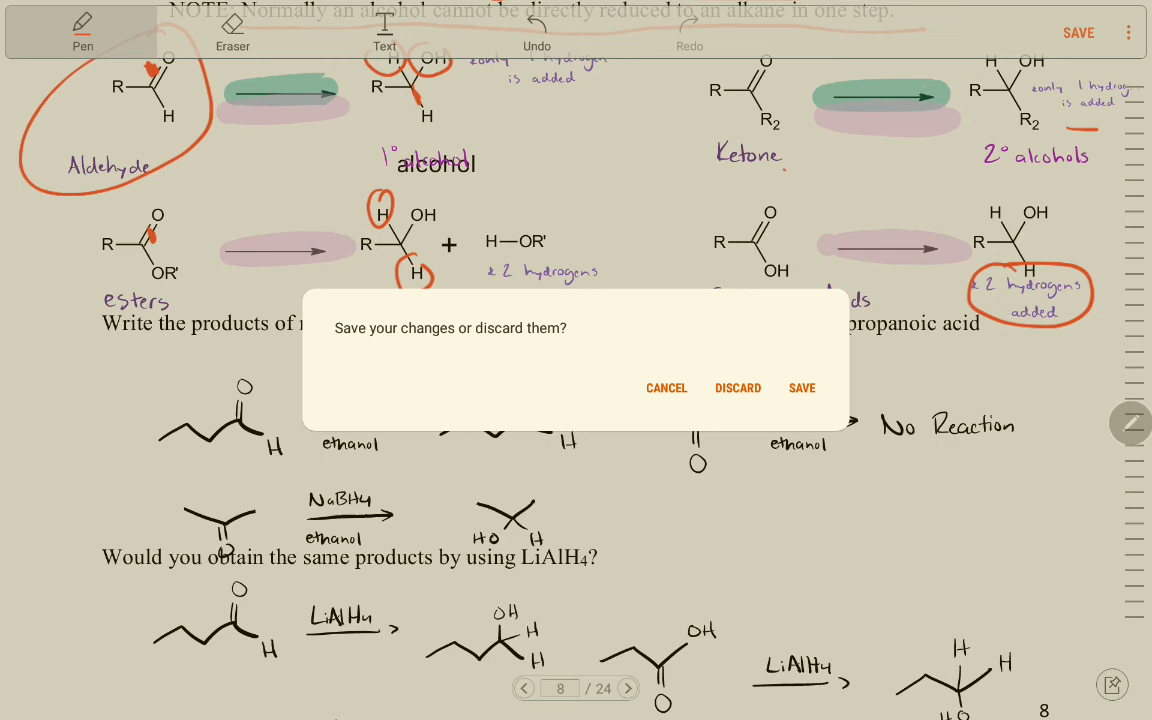 NOTE: Normally an alcohol cannot be directly reduced to an alkane in one step.
Pen Eraser Text Undo Redo SAVE
O H OH only 1 hydrogen O H OH
is added
R R R R only 1 hydrog
is added
H H R2 R2
Aldehyde 1° alcohol alcohol Ketone 2° alcohols
O H OH O H OH
R R + H—OR' R R
OR' H 2 hydrogens OH H
esters 2 hydrogens
added
Write the products of propanoic acid
Save your changes or discard them?
CANCEL DISCARD SAVE
O
H ethanol H ethanol No Reaction
O
NaBH4
ethanol HO H
O
Would you obtain the same products by using LiAlH4?
O LiAlH4 OH
H H OH H H
H LiAlH4
8 / 24
O HO 8